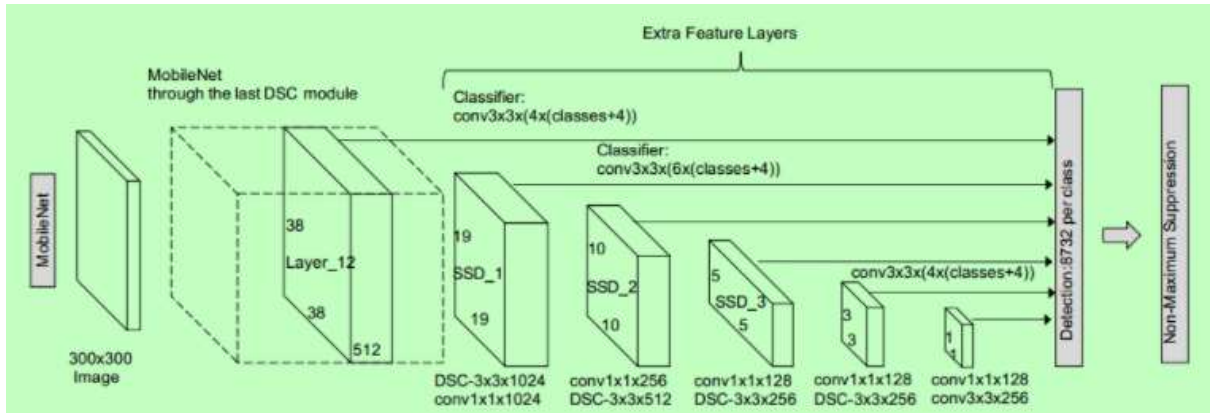 Extra Feature Layers
MobileNet
through the last DSC module
Classifier:
conv3x3x(4x(classes+4))
Classifier:
conv3x3x(6x(classes+4))
MobileNet
300x300
Image
38
Layer_12
38
512
19
SSD_1
19
DSC-3x3x1024
conv1x1x1024
10
SSD_2
10
conv1x1x256
DSC-3x3x512
5
SSD_3
5
conv1x1x128
DSC-3x3x256
conv3x3x(4x(classes+4))
3
3
conv1x1x128
DSC-3x3x256
1
1
conv1x1x128
conv3x3x256
Detection:8732 per class
Non-Maximum Suppression